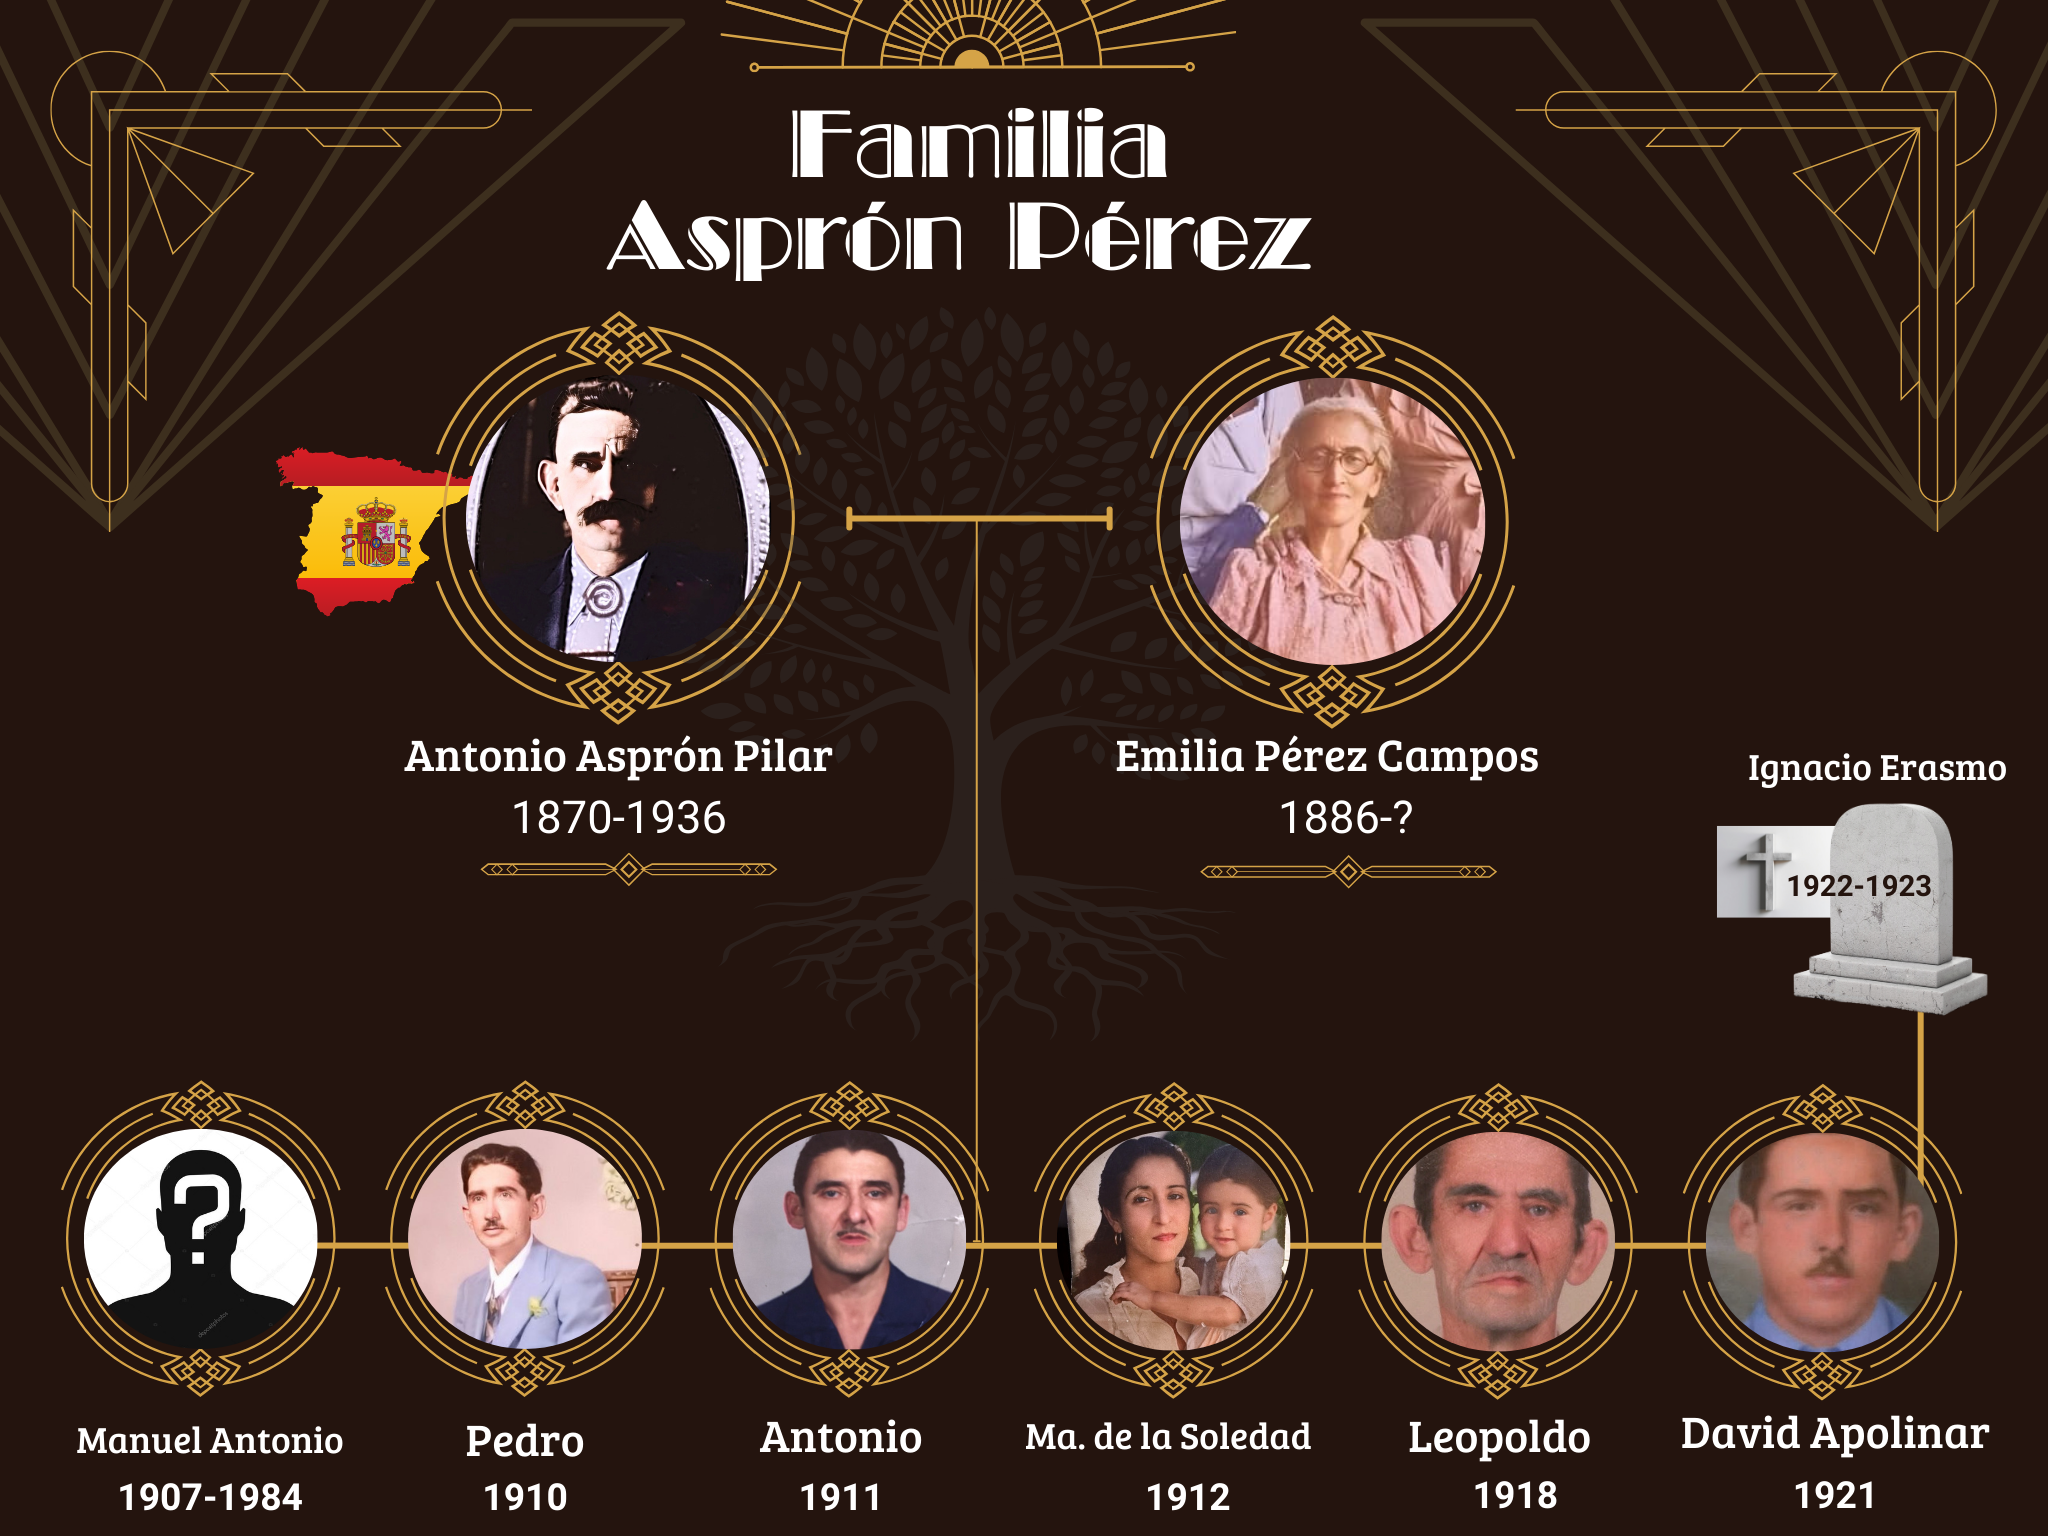 Familia
Asprón Pérez
Antonio Asprón Pilar
1870-1936
Emilia Pérez Campos
1886-?
Ignacio Erasmo
1922-1923
?
Manuel Antonio
1907-1984
Pedro
1910
Antonio
1911
Ma. de la Soledad
1912
Leopoldo
1918
David Apolinar
1921